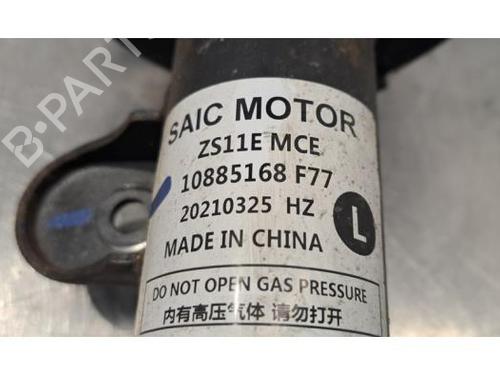 B-PARTS
SAIC MOTOR
ZS11E MCE
10885168 F77
20210325 HZ
L
MADE IN CHINA
DO NOT OPEN GAS PRESSURE
内有高压气体 请勿打开